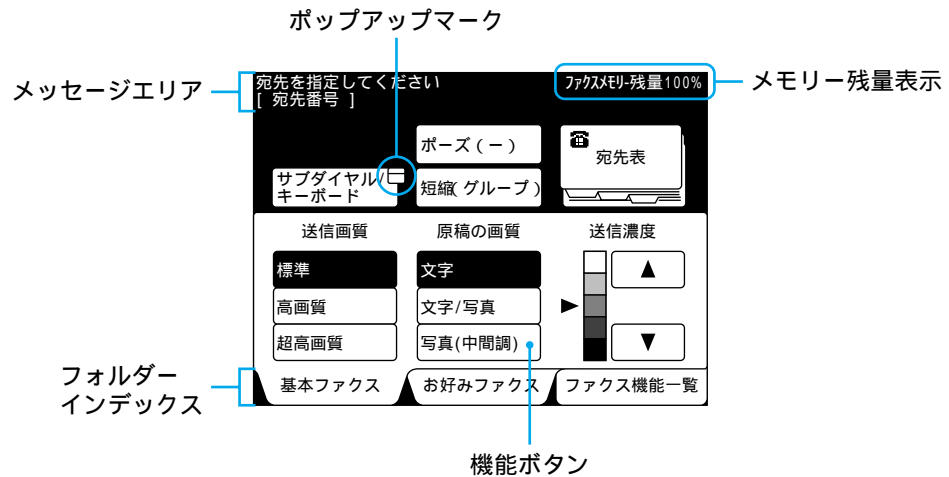 ポップアップマーク
メッセージエリア
宛先を指定してください
[ 宛先番号 ]
ファクスメモリー残量100%
メモリー残量表示
ポーズ(ー)
宛先表
サブダイヤル/
キーボード
短縮(グループ)
送信画質
原稿の画質
送信濃度
標準
文字
高画質
文字/写真
超高画質
写真(中間調)
フォルダー
インデックス
基本ファクス
お好みファクス
ファクス機能一覧
機能ボタン